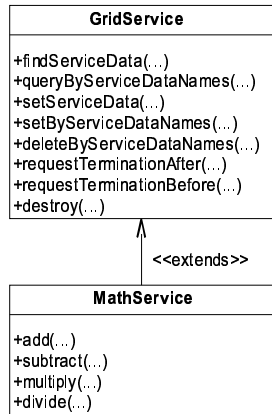 GridService
+findServiceData(...)
+queryByServiceDataNames(...)
+setServiceData(...)
+setByServiceDataNames(...)
+deleteByServiceDataNames(...)
+requestTerminationAfter(...)
+requestTerminationBefore(...)
+destroy(...)
<<extends>>
MathService
+add(...)
+subtract(...)
+multiply(...)
+divide(...)